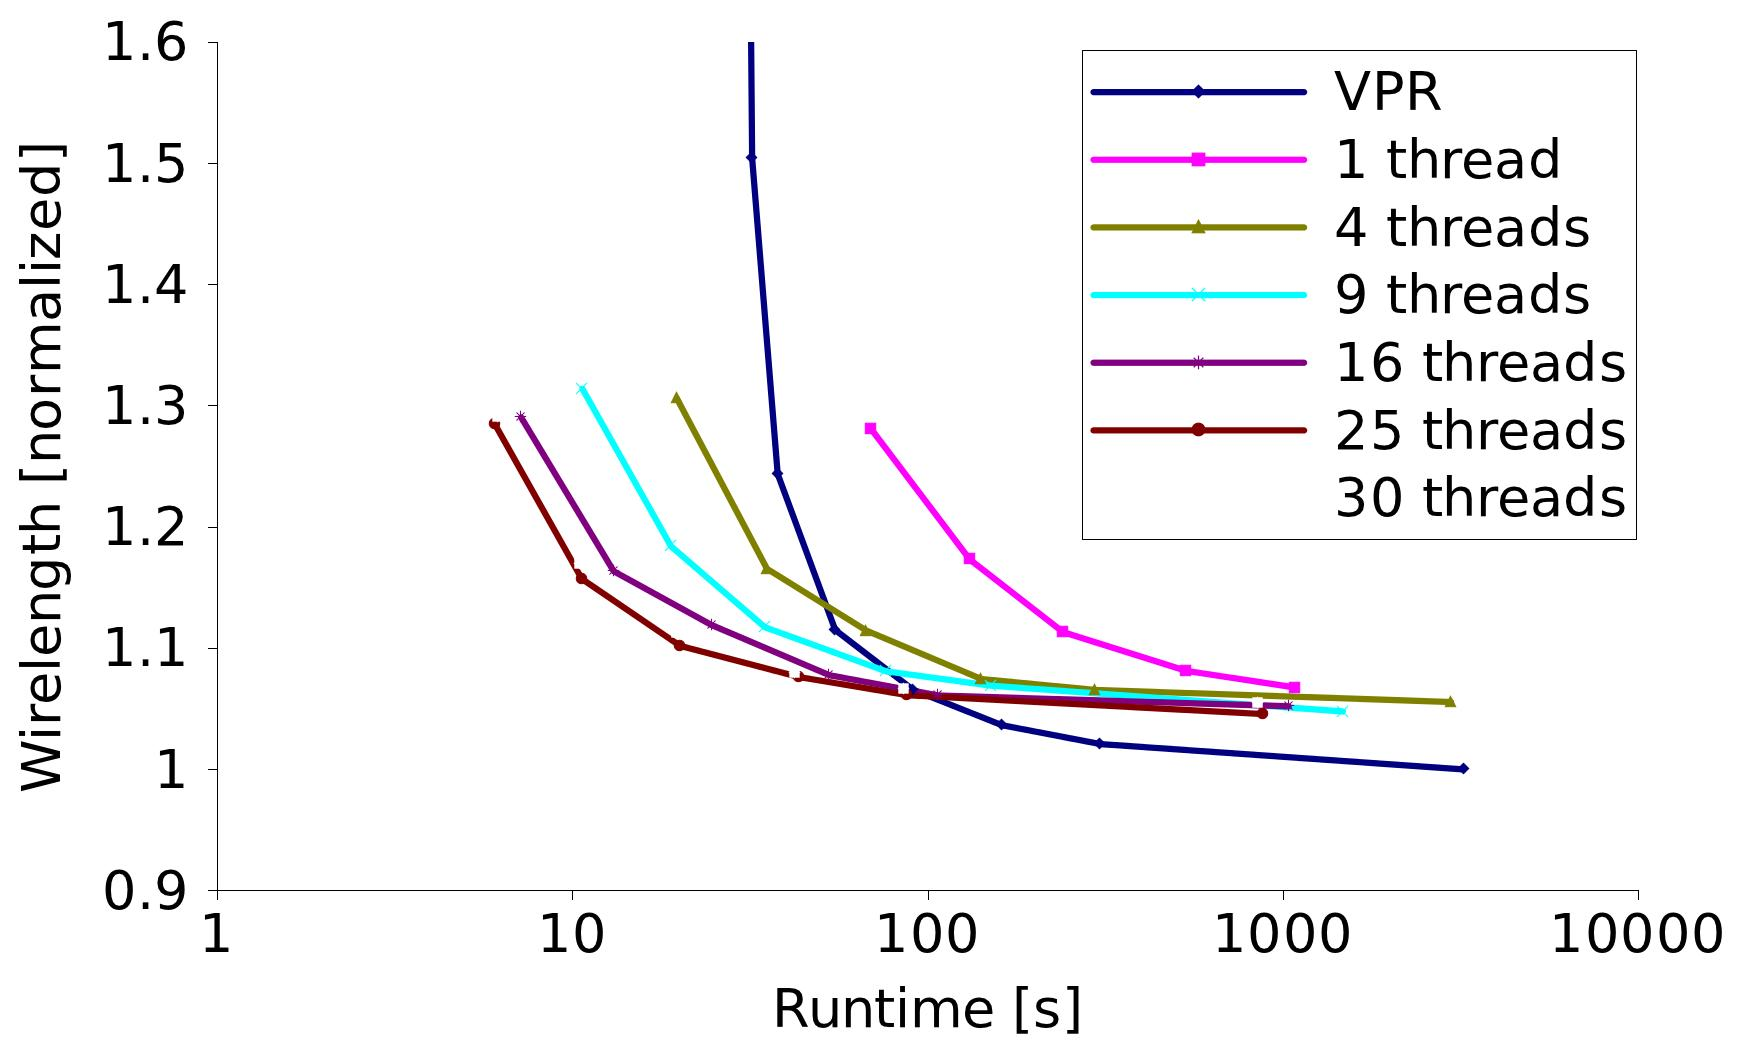 1.6
1.5
1.4
1.3
1.2
1.1
1
0.9
Wirelength [normalized]
1 10 100 1000 10000
Runtime [s]
VPR
1 thread
4 threads
9 threads
16 threads
25 threads
30 threads